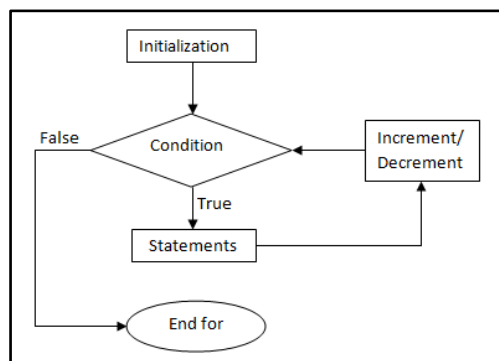 Initialization
False
Condition
Increment/
Decrement
True
Statements
End for